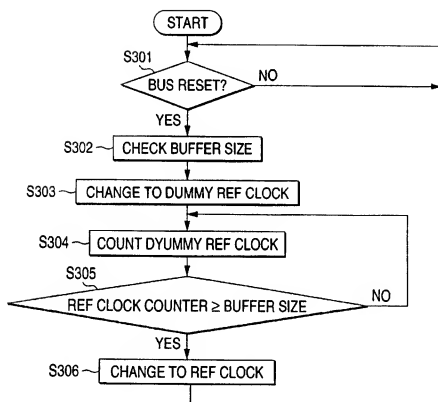 START
S301
BUS RESET?
NO
YES
S302
CHECK BUFFER SIZE
S303
CHANGE TO DUMMY REF CLOCK
S304
COUNT DYUMMY REF CLOCK
S305
REF CLOCK COUNTER ≥ BUFFER SIZE
NO
YES
S306
CHANGE TO REF CLOCK